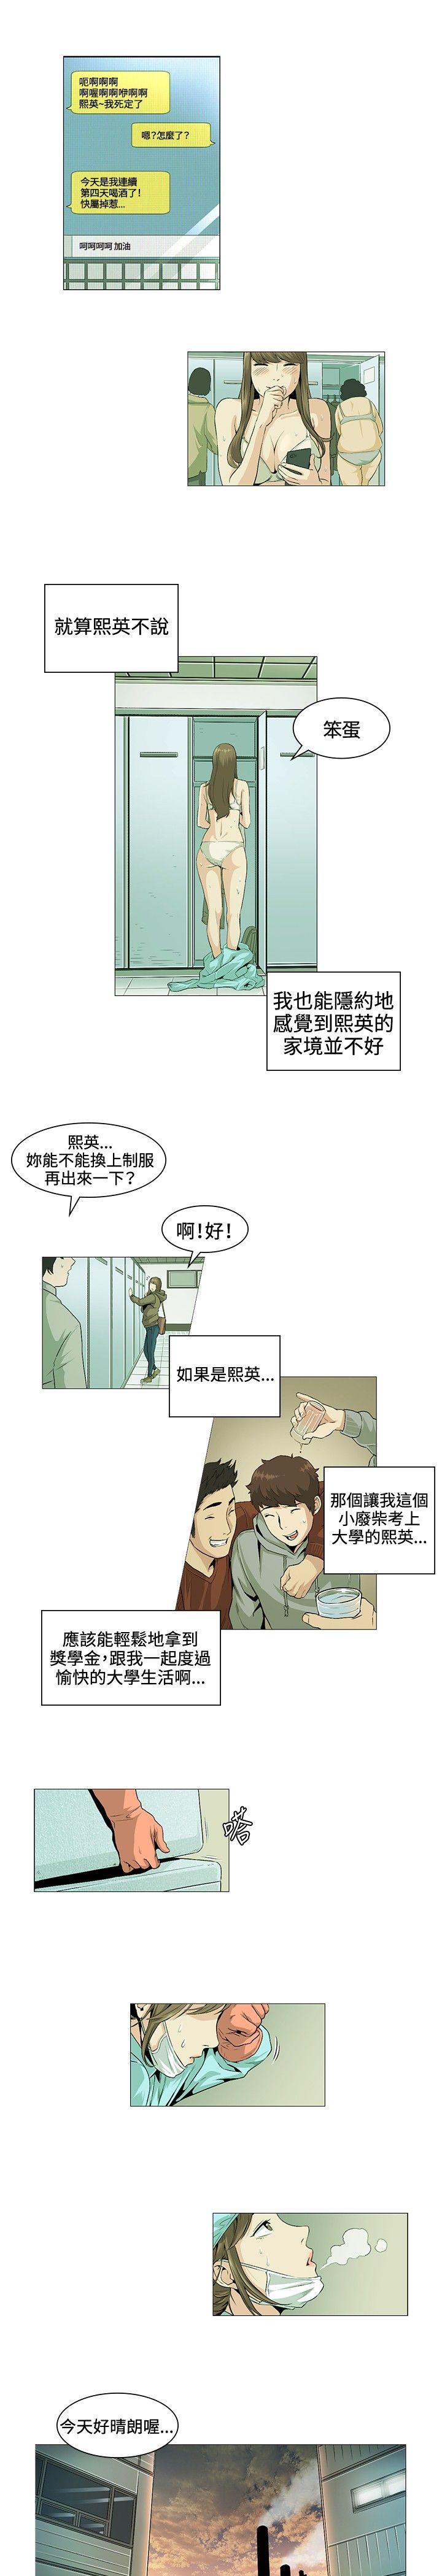 呃啊啊啊
啊喔啊啊咿啊啊
熙英~我死定了
嗯?怎麼了?
今天是我連續
第四天喝酒了!
快屬掉惹...
呵呵呵呵 加油
就算熙英不說
笨蛋
我也能隱約地
感覺到熙英的
家境並不好
熙英...
妳能不能換上制服
再出來一下?
啊!好!
如果是熙英...
那個讓我這個
小廢柴考上
大學的熙英...
應該能輕鬆地拿到
獎學金,跟我一起度過
愉快的大學生活啊...
嗒
今天好晴朗喔...